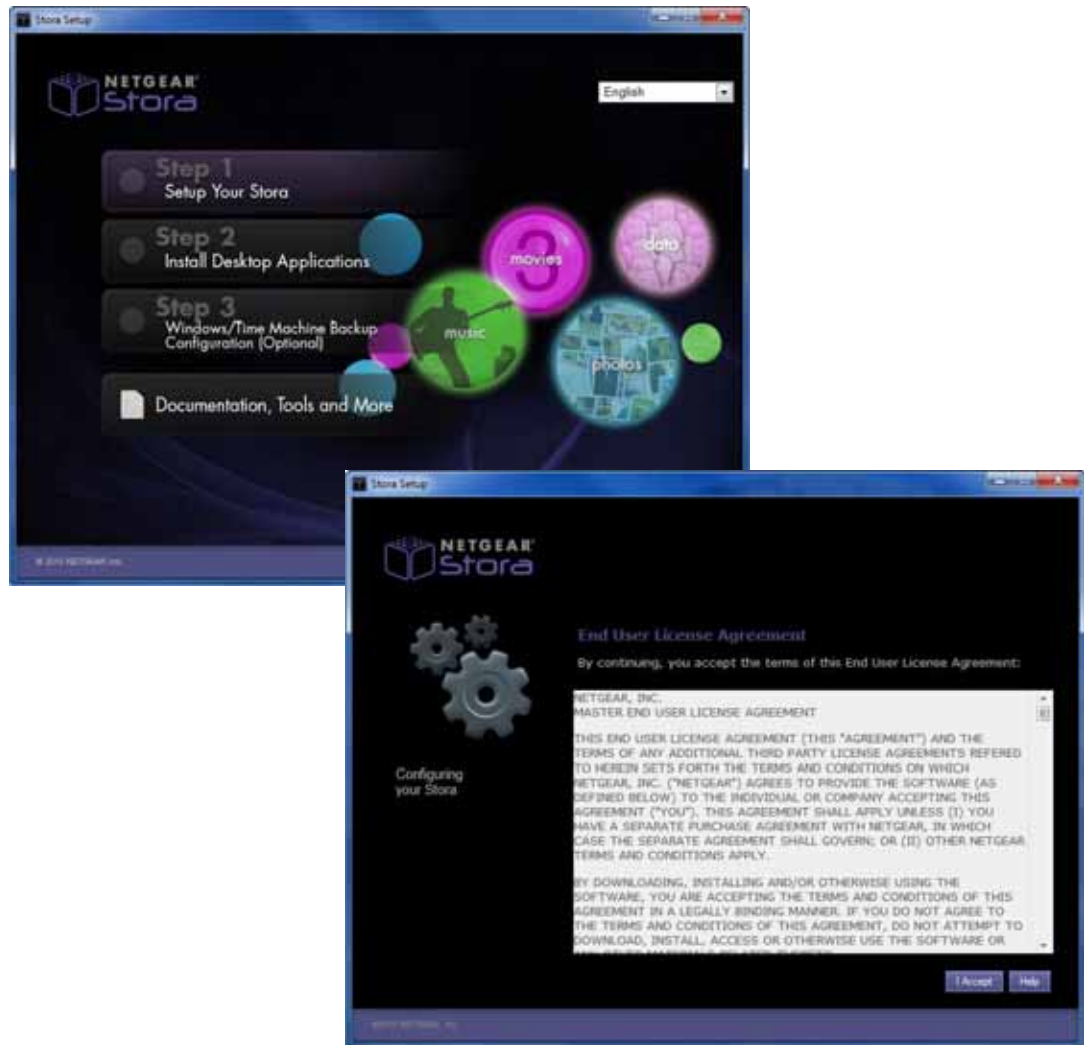 Stora Setup
NETGEAR®
Stora
English
Step 1
Setup Your Stora
Step 2
Install Desktop Applications
Step 3
Windows/Time Machine Backup
Configuration (Optional)
Documentation, Tools and More
movies
data
music
photos
© 2010 NETGEAR, Inc.
Stora Setup
NETGEAR®
Stora
End User License Agreement
By continuing, you accept the terms of this End User License Agreement:
Configuring
your Stora
NETGEAR, INC.
MASTER END USER LICENSE AGREEMENT
THIS END USER LICENSE AGREEMENT (THIS "AGREEMENT") AND THE
TERMS OF ANY ADDITIONAL THIRD PARTY LICENSE AGREEMENTS REFERED
TO HEREIN SETS FORTH THE TERMS AND CONDITIONS ON WHICH
NETGEAR, INC. ("NETGEAR") AGREES TO PROVIDE THE SOFTWARE (AS
DEFINED BELOW) TO THE INDIVIDUAL OR COMPANY ACCEPTING THIS
AGREEMENT ("YOU"). THIS AGREEMENT SHALL APPLY UNLESS (I) YOU
HAVE A SEPARATE PURCHASE AGREEMENT WITH NETGEAR, IN WHICH
CASE THE SEPARATE AGREEMENT SHALL GOVERN; OR (II) OTHER NETGEAR
TERMS AND CONDITIONS APPLY.
BY DOWNLOADING, INSTALLING AND/OR OTHERWISE USING THE
SOFTWARE, YOU ARE ACCEPTING THE TERMS AND CONDITIONS OF THIS
AGREEMENT IN A LEGALLY BINDING MANNER. IF YOU DO NOT AGREE TO
THE TERMS AND CONDITIONS OF THIS AGREEMENT, DO NOT ATTEMPT TO
DOWNLOAD, INSTALL, ACCESS OR OTHERWISE USE THE SOFTWARE OR
I Accept
Help